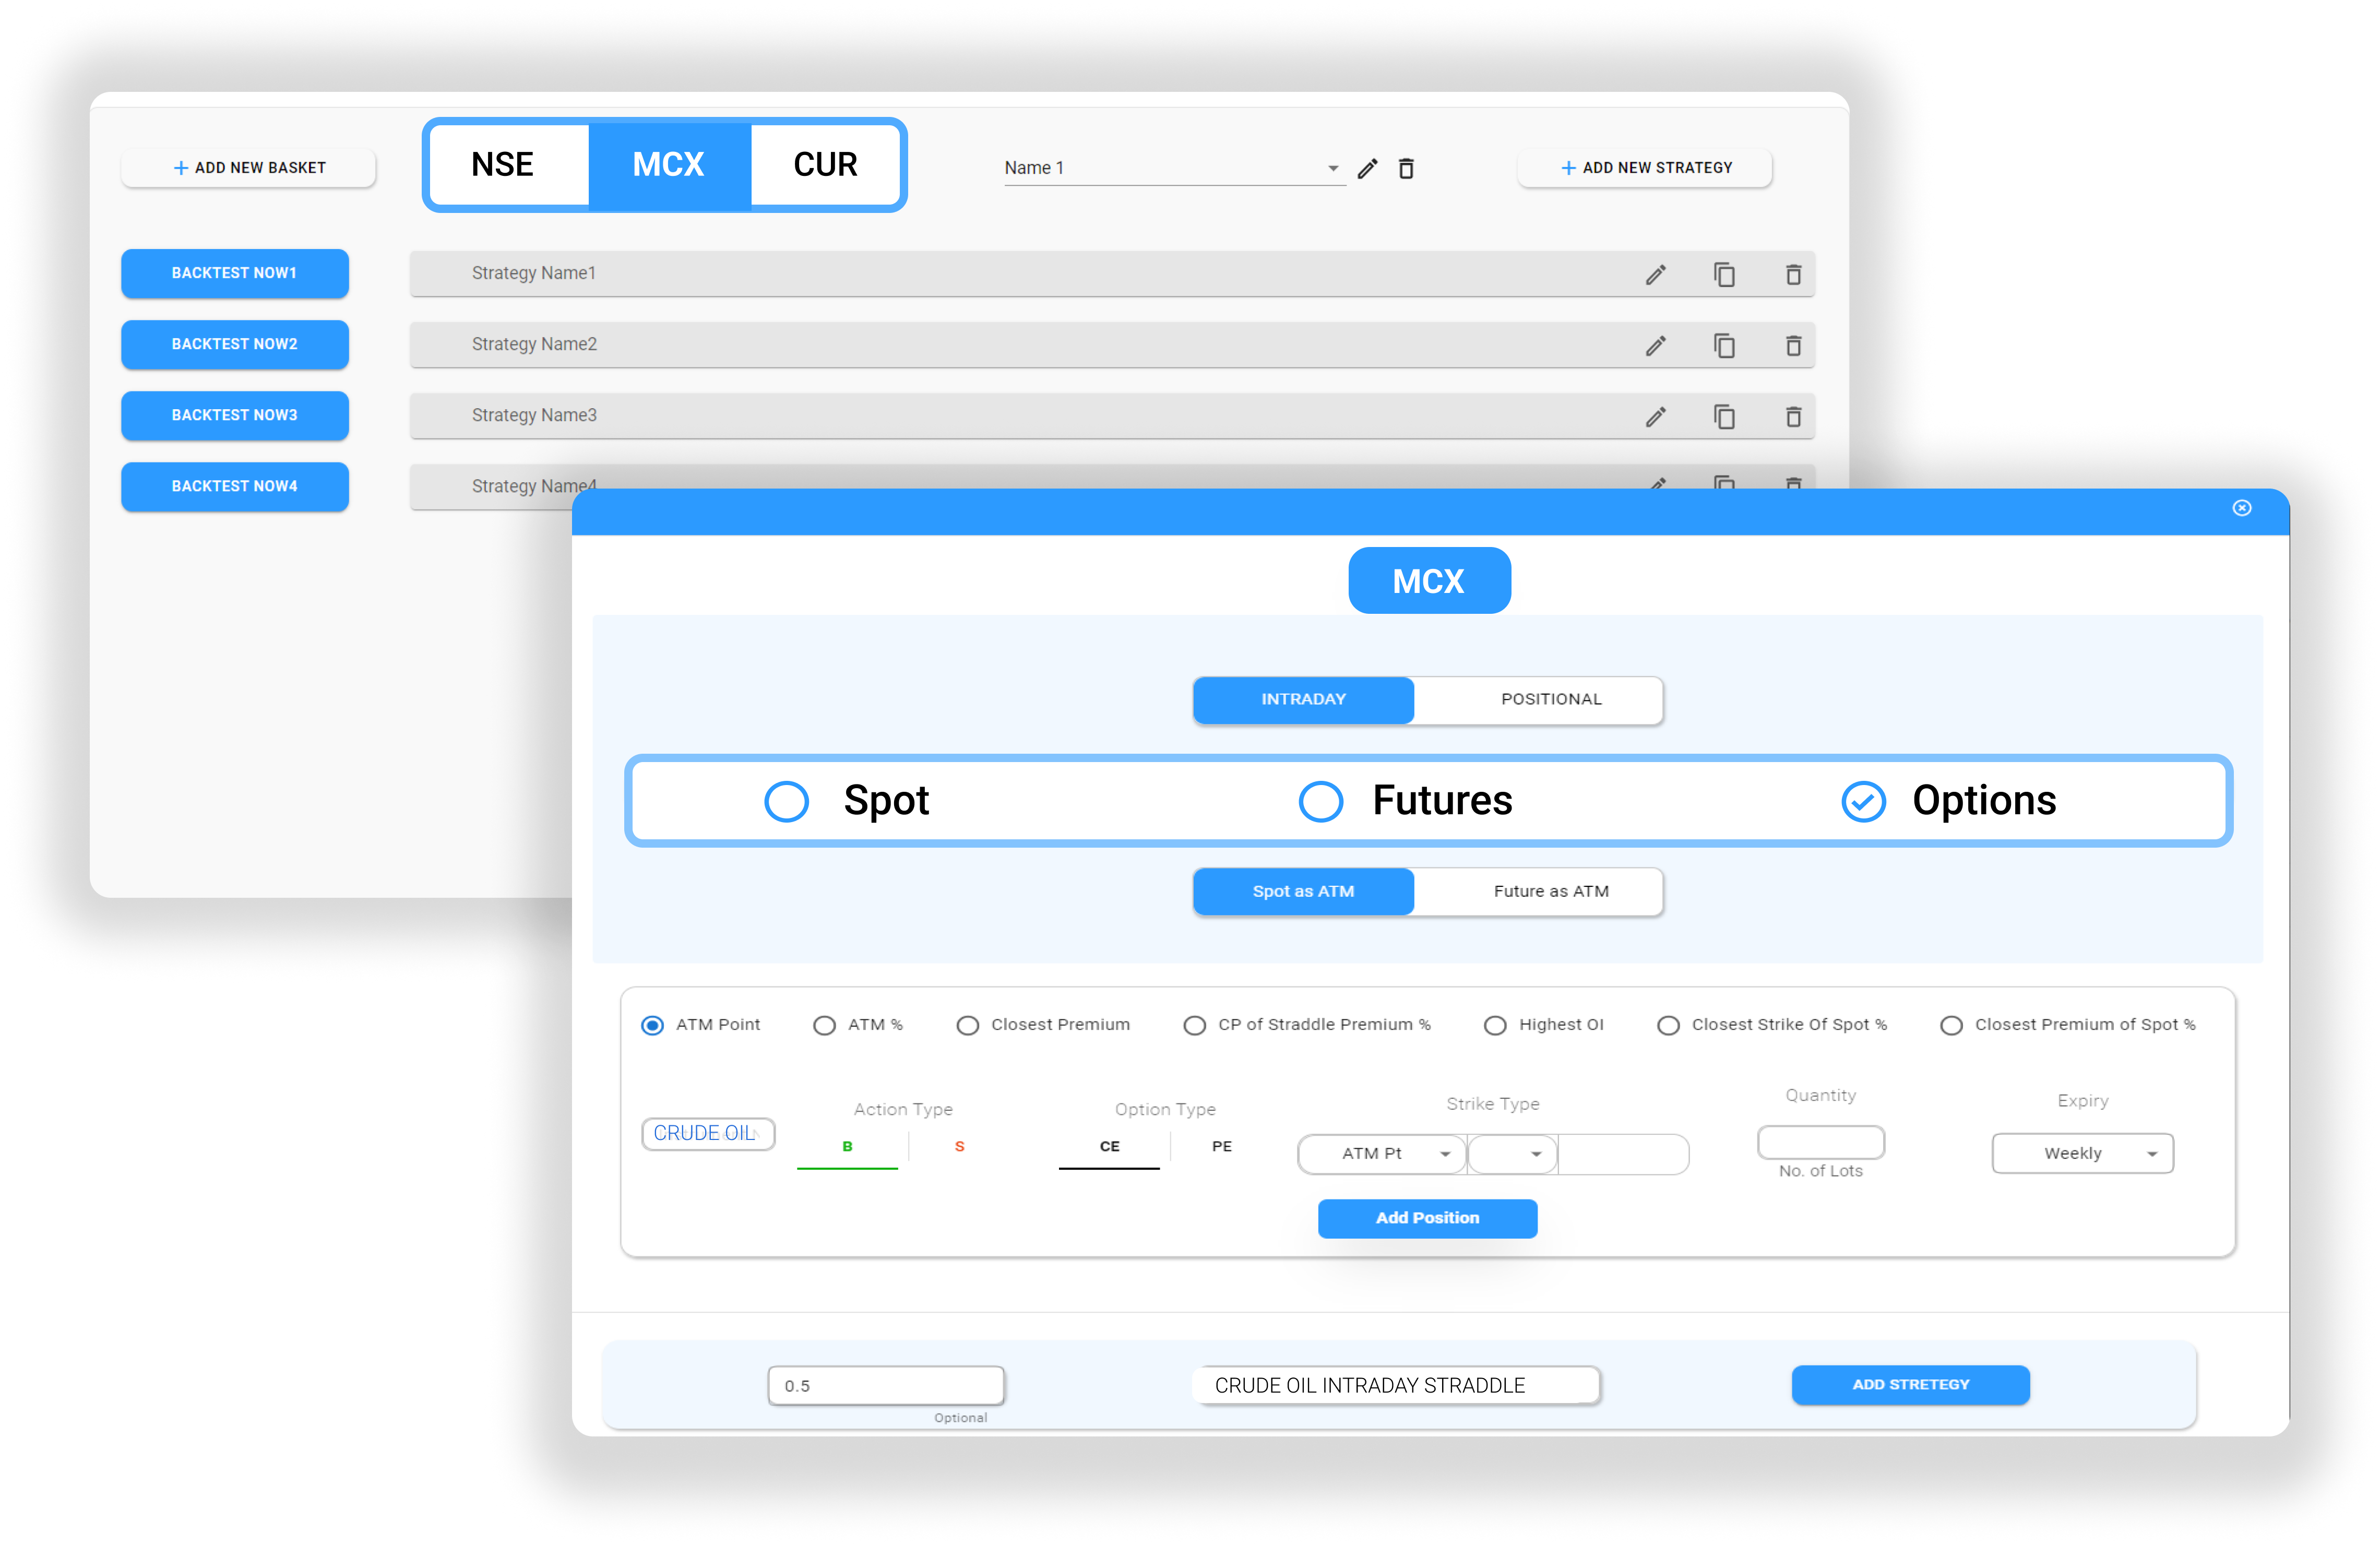 + ADD NEW BASKET
NSE MCX CUR
Name 1
+ ADD NEW STRATEGY
BACKTEST NOW1 Strategy Name1
BACKTEST NOW2 Strategy Name2
BACKTEST NOW3 Strategy Name3
BACKTEST NOW4 Strategy Name4
MCX
INTRADAY POSITIONAL
Spot Futures Options
Spot as ATM Future as ATM
ATM Point ATM % Closest Premium CP of Straddle Premium % Highest OI Closest Strike Of Spot % Closest Premium of Spot %
Action Type Option Type Strike Type Quantity Expiry
CRUDE OIL B S CE PE ATM Pt Weekly
No. of Lots
Add Position
0.5 CRUDE OIL INTRADAY STRADDLE ADD STRETEGY
Optional